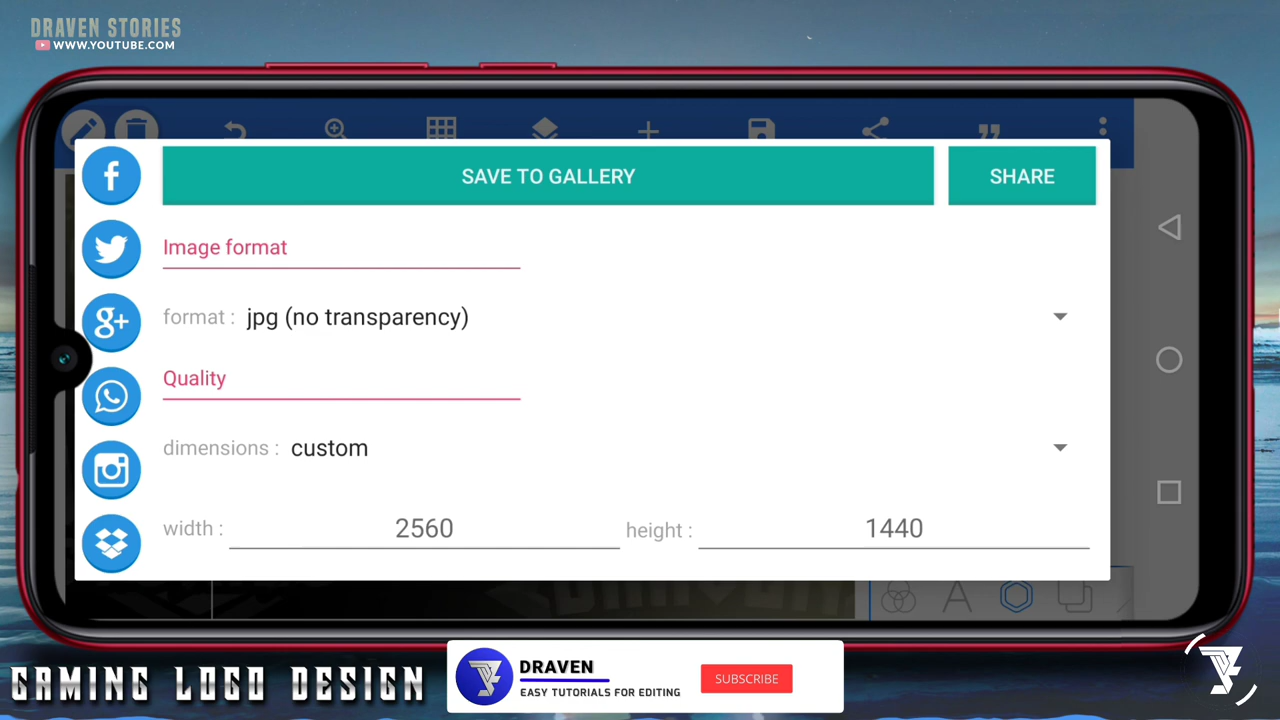 DRAVEN STORIES
WWW.YOUTUBE.COM
SAVE TO GALLERY
SHARE
Image format
format : jpg (no transparency)
Quality
dimensions : custom
width : 2560 height : 1440
DRAVEN
EASY TUTORIALS FOR EDITING
SUBSCRIBE
GAMING LOGO DESIGN